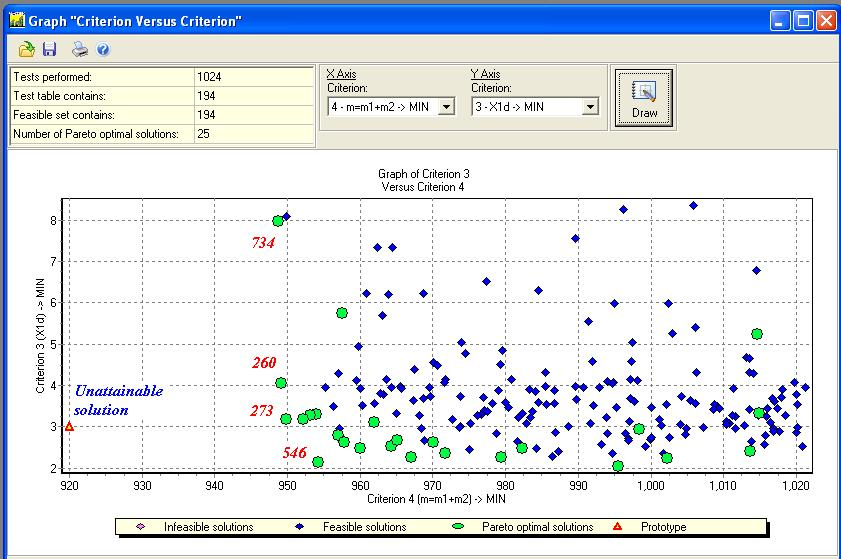 Graph "Criterion Versus Criterion"
Tests performed: 1024
Test table contains: 194
Feasible set contains: 194
Number of Pareto optimal solutions: 25
X Axis
Criterion:
4 - m=m1+m2 -> MIN
Y Axis
Criterion:
3 - X1d -> MIN
Draw
Graph of Criterion 3
Versus Criterion 4
Criterion 3 (X1d) -> MIN
8
7
6
5
4
3
2
734
260
273
546
Unattainable
solution
920 930 940 950 960 970 980 990 1,000 1,010 1,020
Criterion 4 (m=m1+m2) -> MIN
Infeasible solutions Feasible solutions Pareto optimal solutions Prototype